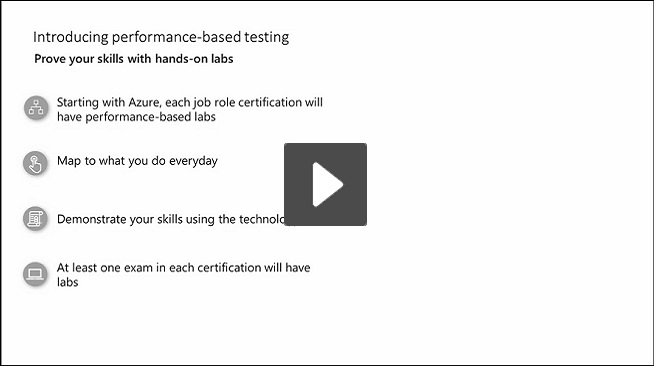 Introducing performance-based testing
Prove your skills with hands-on labs
Starting with Azure, each job role certification will
have performance-based labs
Map to what you do everyday
Demonstrate your skills using the
At least one exam in each certification will have
labs